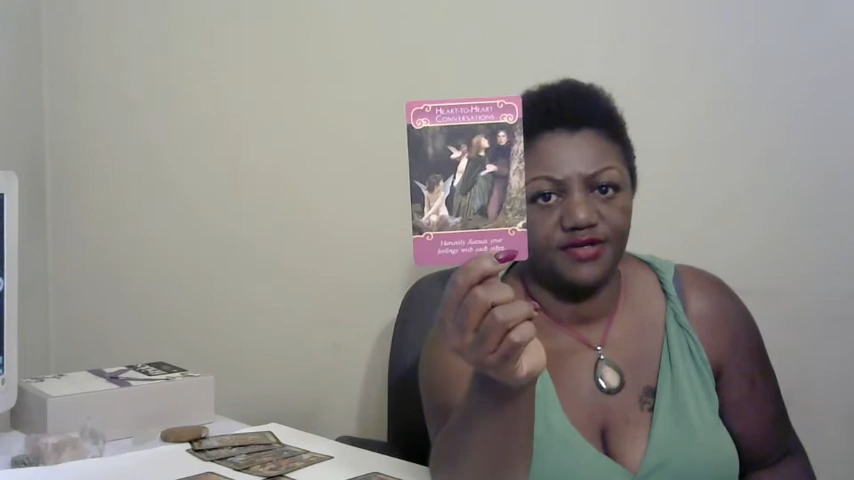 HEART-TO-HEART
CONVERSATIONS
Honestly discuss your
feelings with each other.